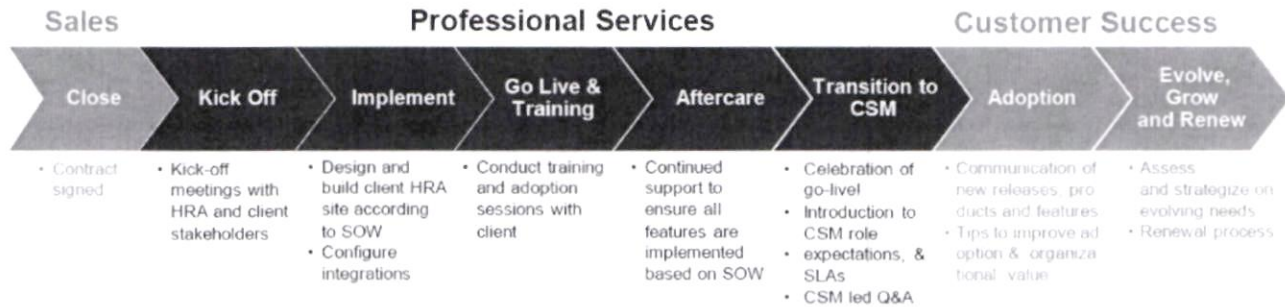 Sales
Professional Services
Customer Success
Close
Kick Off
Implement
Go Live &
Training
Aftercare
Transition to
CSM
Adoption
Evolve,
Grow
and Renew
• Contract
signed
• Kick-off
meetings with
HRA and client
stakeholders
• Design and
build client HRA
site according
to SOW
• Configure
integrations
• Conduct training
and adoption
sessions with
client
• Continued
support to
ensure all
features are
implemented
based on SOW
• Celebration of
go-live!
• Introduction to
CSM role
• expectations, &
SLAs
• CSM led Q&A
• Communication of
new releases, pro
ducts and features
• Tips to improve ad
option & organiza
tional value
• Assess
and strategize on
evolving needs
• Renewal process